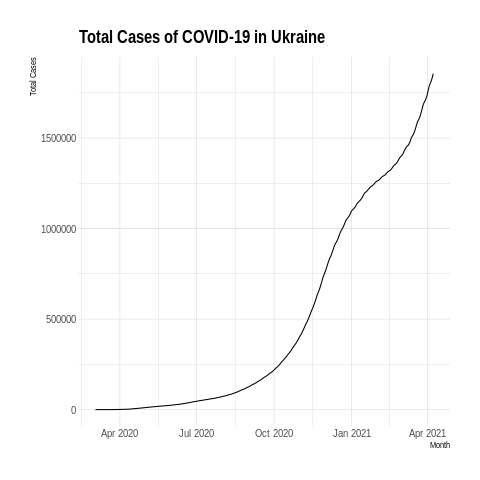 Total Cases of COVID-19 in Ukraine
Total Cases
1500000
1000000
500000
0
Apr 2020 Jul 2020 Oct 2020 Jan 2021 Apr 2021
Month